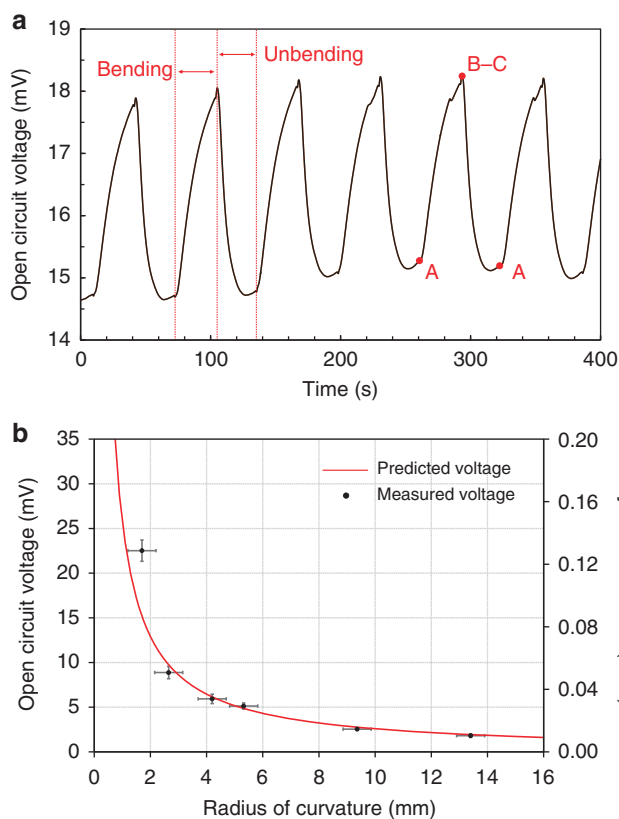 a
19
18
17
16
15
14
Open circuit voltage (mV)
Bending
Unbending
B–C
A
A
0
100
200
300
400
Time (s)
b
35
30
25
20
15
10
5
0
Open circuit voltage (mV)
Predicted voltage
Measured voltage
0.20
0.16
0.12
0.08
0.04
0.00
0
2
4
6
8
10
12
14
16
Radius of curvature (mm)